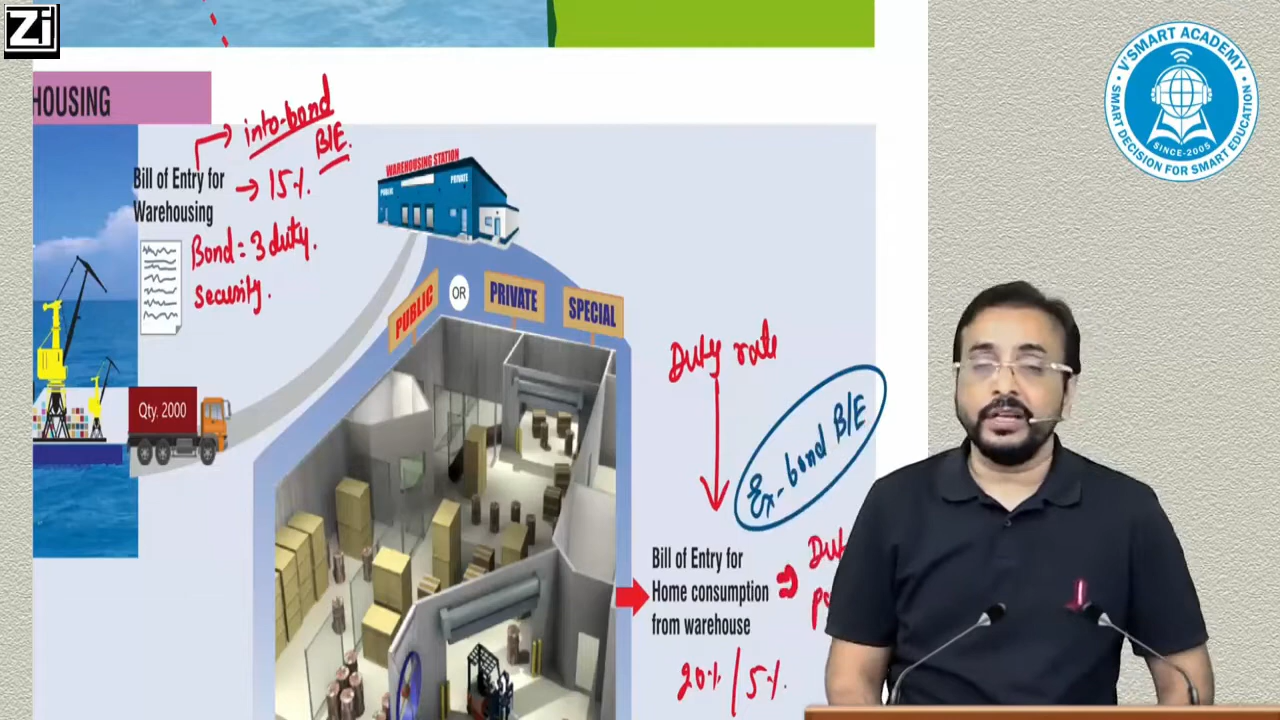 Zi
HOUSING
into-bond
B/E.
Bill of Entry for
Warehousing
→ 15%.
Bond = 3 duty.
Security.
WAREHOUSING STATION
PUBLIC
PRIVATE
PUBLIC
OR
PRIVATE
SPECIAL
Qty. 2000
Duty rate
Ex-bond B/E
Bill of Entry for
Home consumption
from warehouse
20% / 5%.
V'SMART ACADEMY
SINCE-2005
SMART DECISION FOR SMART EDUCATION